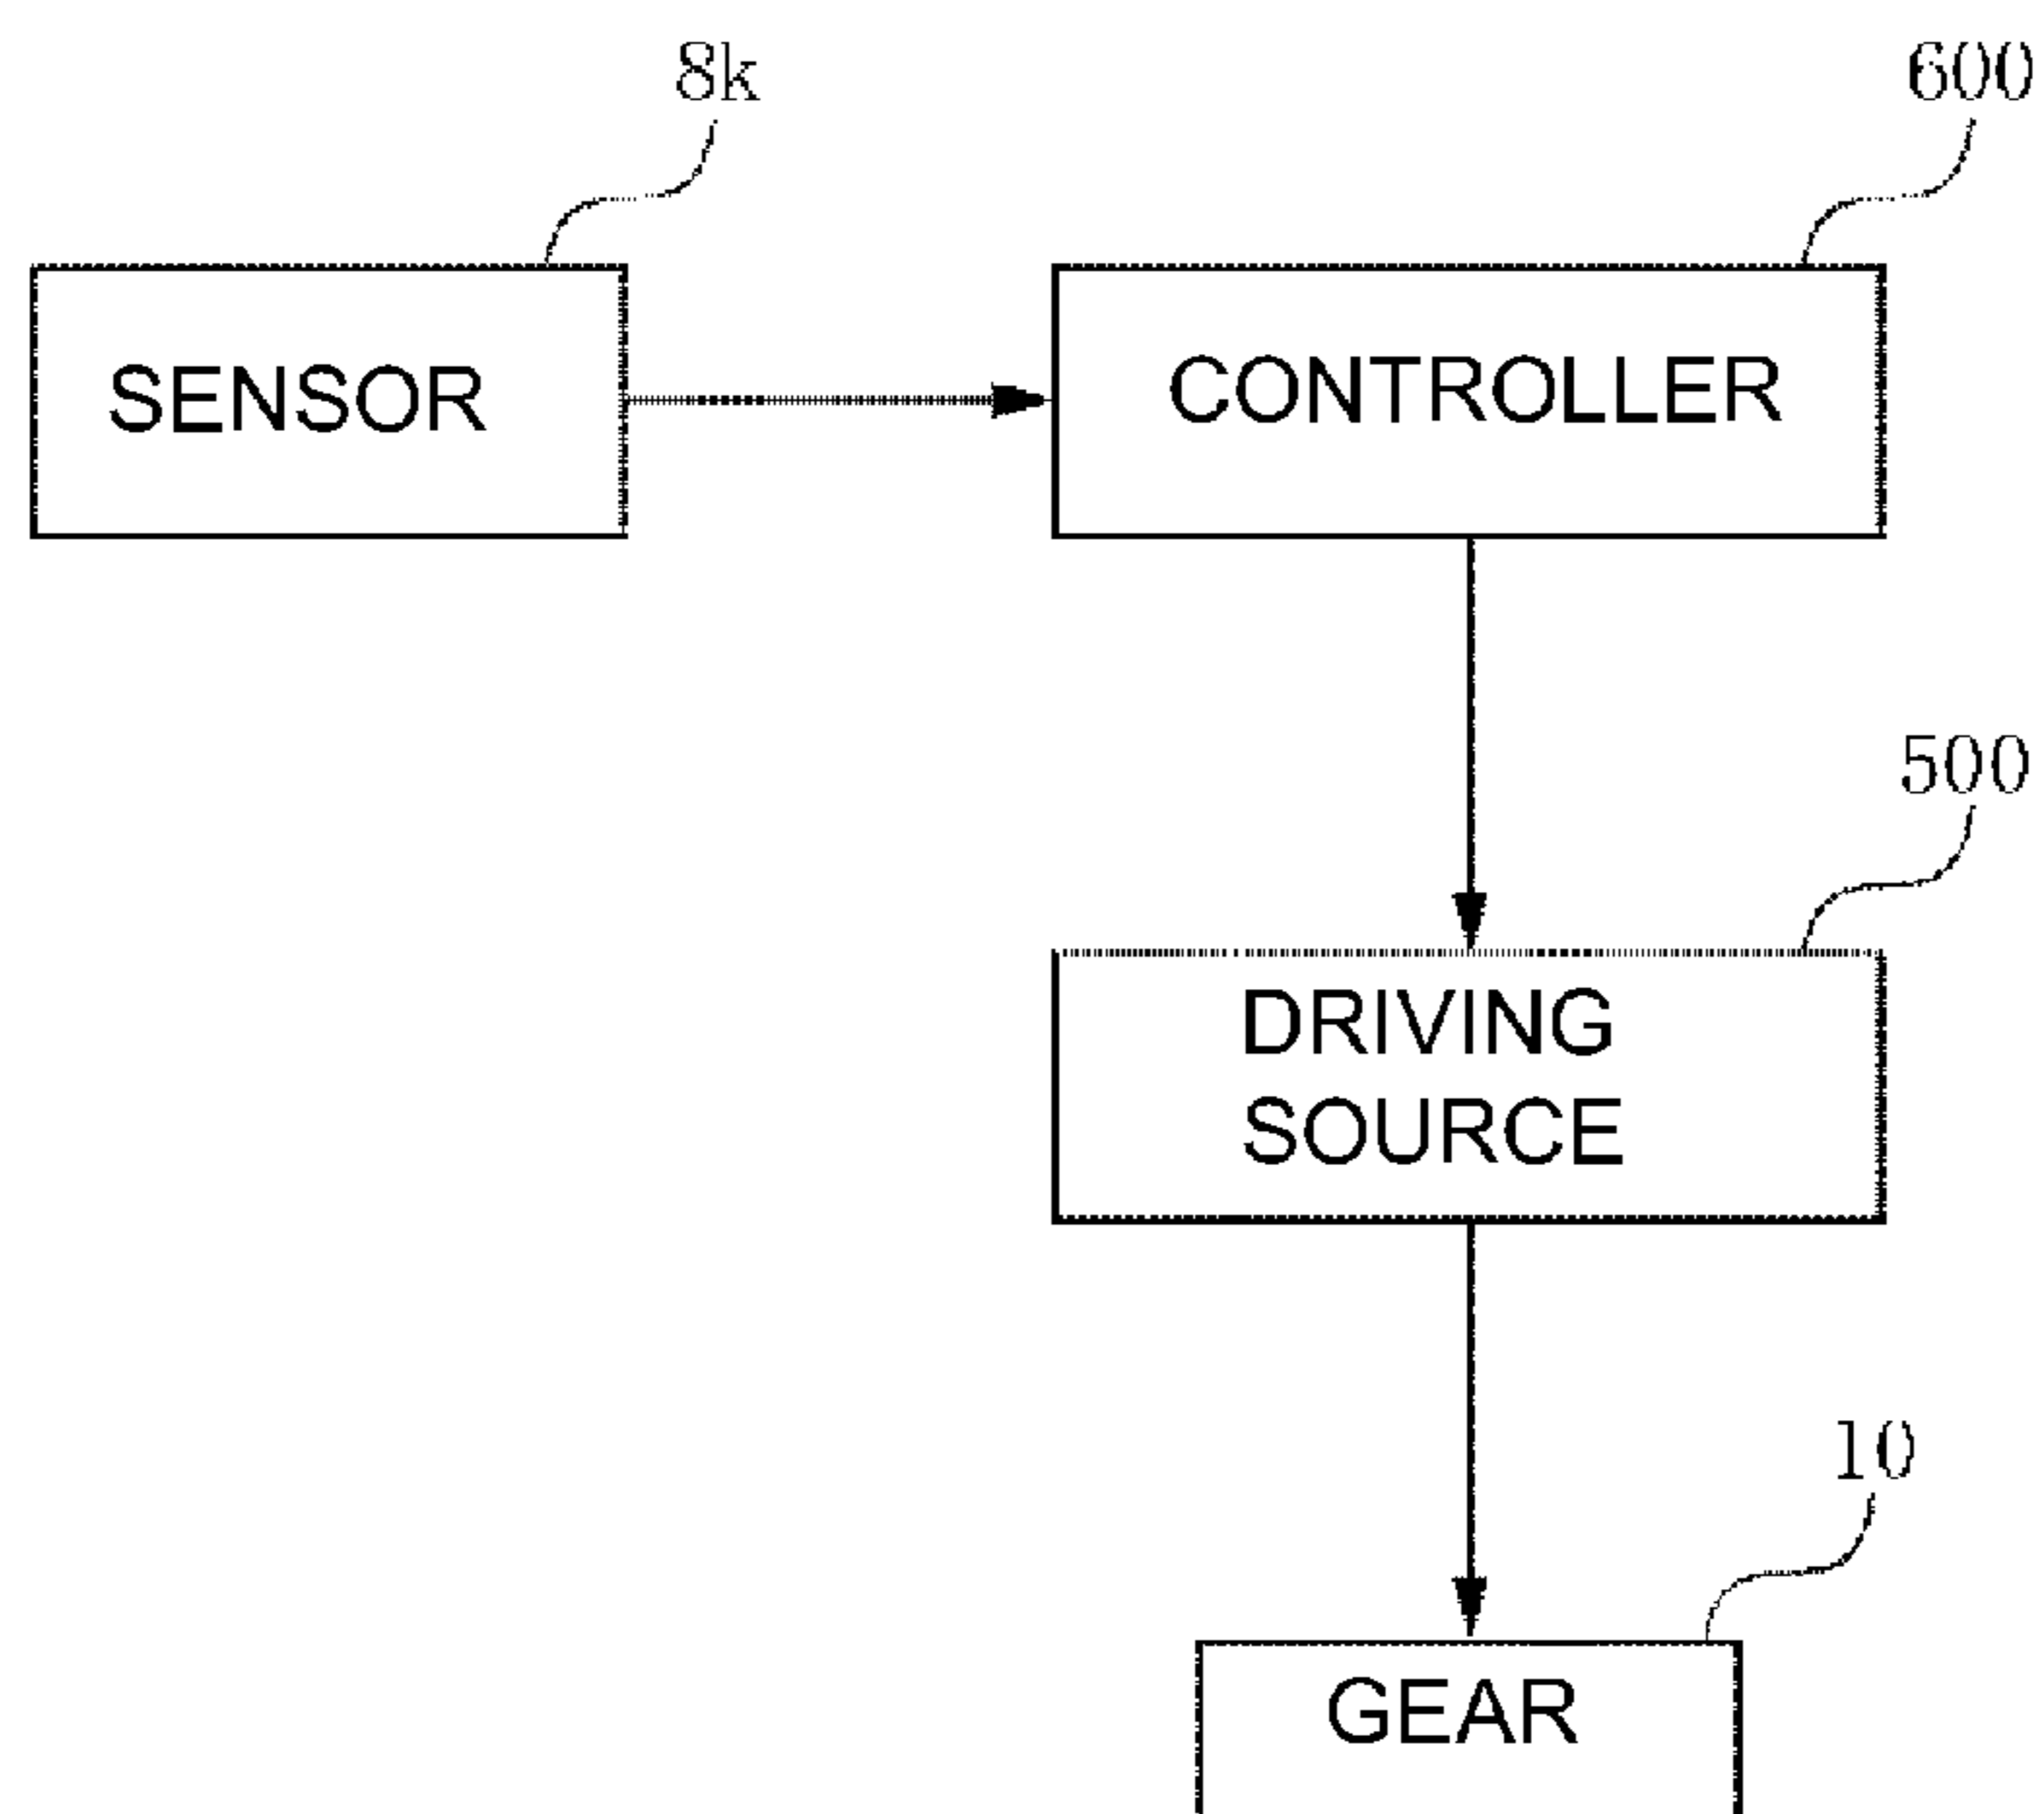 8k
600
SENSOR
CONTROLLER
500
DRIVING
SOURCE
10
GEAR